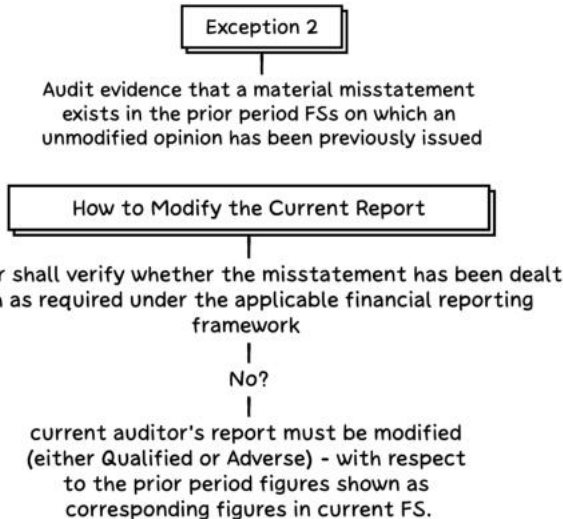 Exception 2
Audit evidence that a material misstatement
exists in the prior period FSs on which an
unmodified opinion has been previously issued
How to Modify the Current Report
r shall verify whether the misstatement has been dealt
as required under the applicable financial reporting
framework
No?
current auditor's report must be modified
(either Qualified or Adverse) - with respect
to the prior period figures shown as
corresponding figures in current FS.